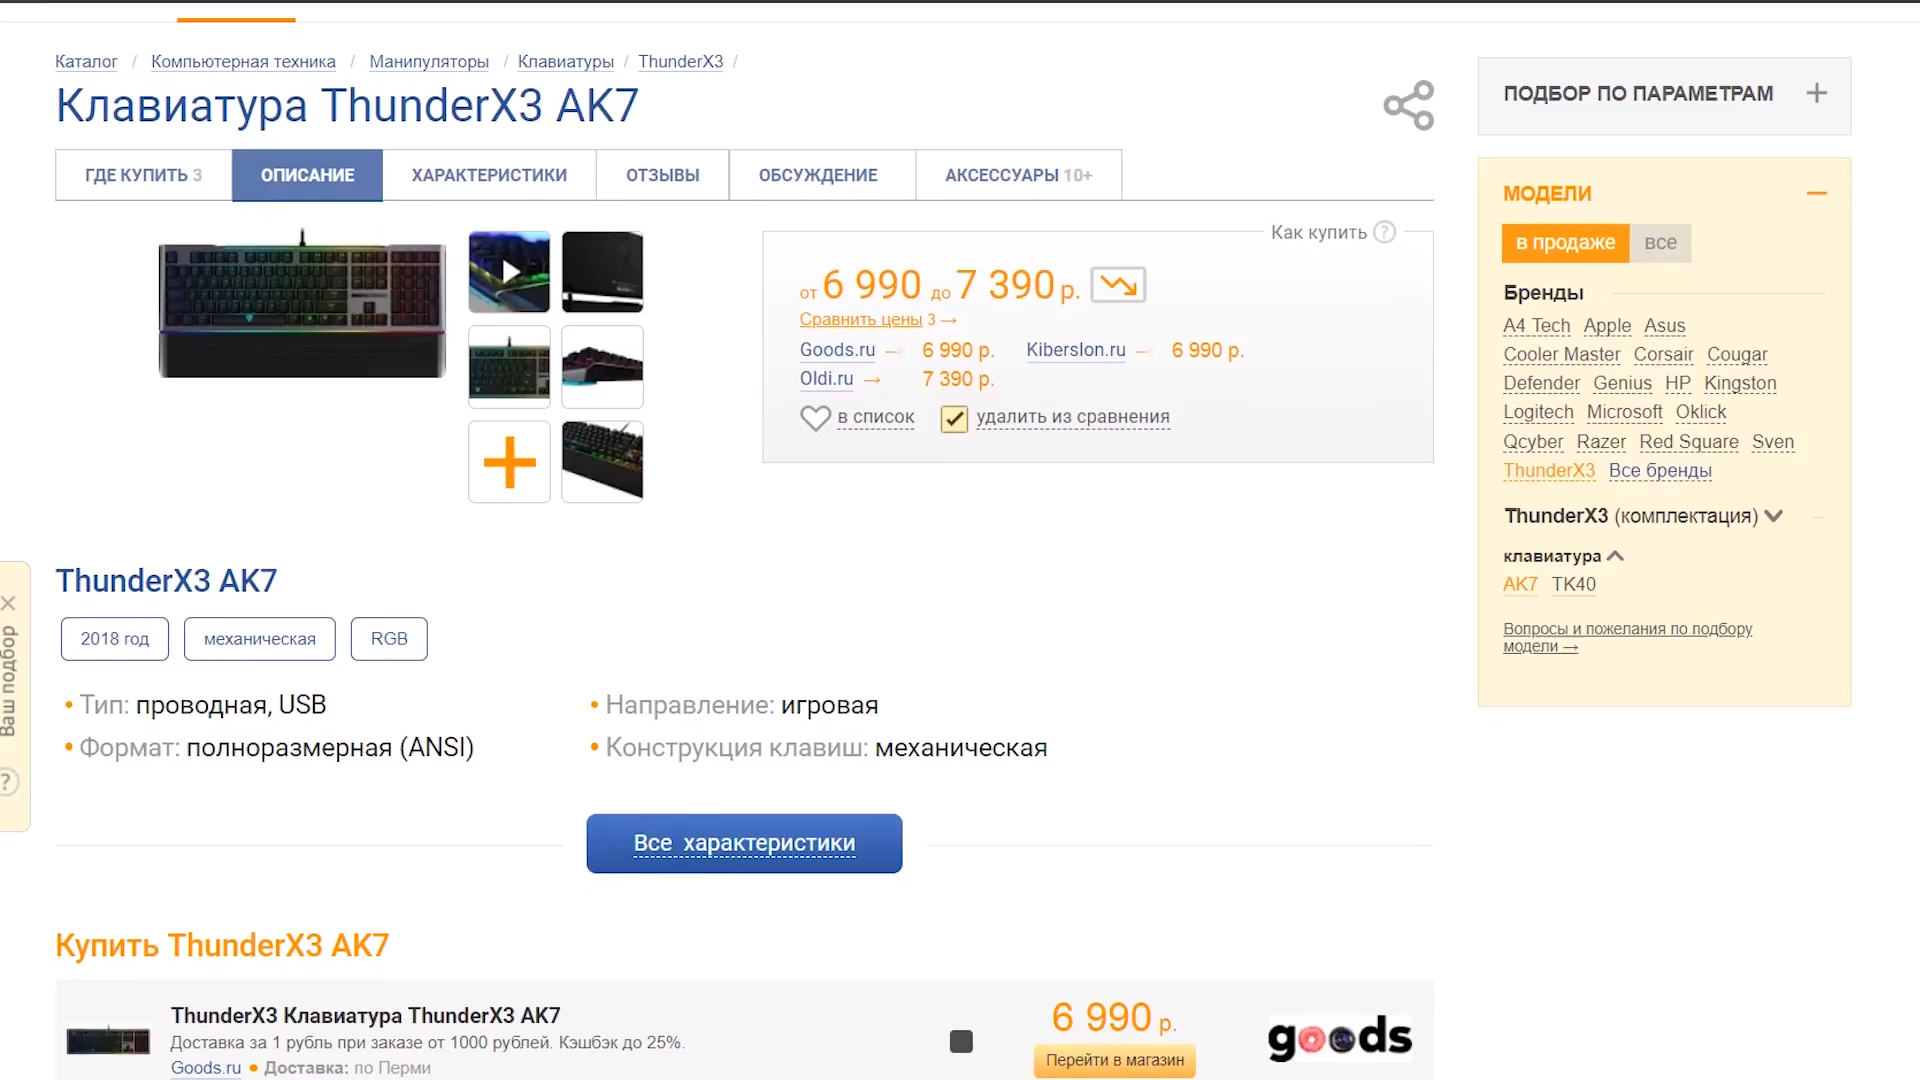 Каталог / Компьютерная техника / Манипуляторы / Клавиатуры / ThunderX3 /
Клавиатура ThunderX3 AK7
ГДЕ КУПИТЬ 3 ОПИСАНИЕ ХАРАКТЕРИСТИКИ ОТЗЫВЫ ОБСУЖДЕНИЕ АКСЕССУАРЫ 10+
Как купить ?
от 6 990 до 7 390 р.
Сравнить цены 3 →
Goods.ru → 6 990 р. Kiberslon.ru → 6 990 р.
Oldi.ru → 7 390 р.
в список удалить из сравнения
ThunderX3 AK7
2018 год механическая RGB
• Тип: проводная, USB
• Формат: полноразмерная (ANSI)
• Направление: игровая
• Конструкция клавиш: механическая
Все характеристики
Купить ThunderX3 AK7
ThunderX3 Клавиатура ThunderX3 AK7
Доставка за 1 рубль при заказе от 1000 рублей. Кэшбэк до 25%.
Goods.ru • Доставка: по Перми
6 990 р.
Перейти в магазин
goods
ПОДБОР ПО ПАРАМЕТРАМ +
МОДЕЛИ
в продаже все
Бренды
A4 Tech Apple Asus
Cooler Master Corsair Cougar
Defender Genius HP Kingston
Logitech Microsoft Oklick
Qcyber Razer Red Square Sven
ThunderX3 Все бренды
ThunderX3 (комплектация)
клавиатура
AK7 TK40
Вопросы и пожелания по подбору
модели →
Ваш подбор
?